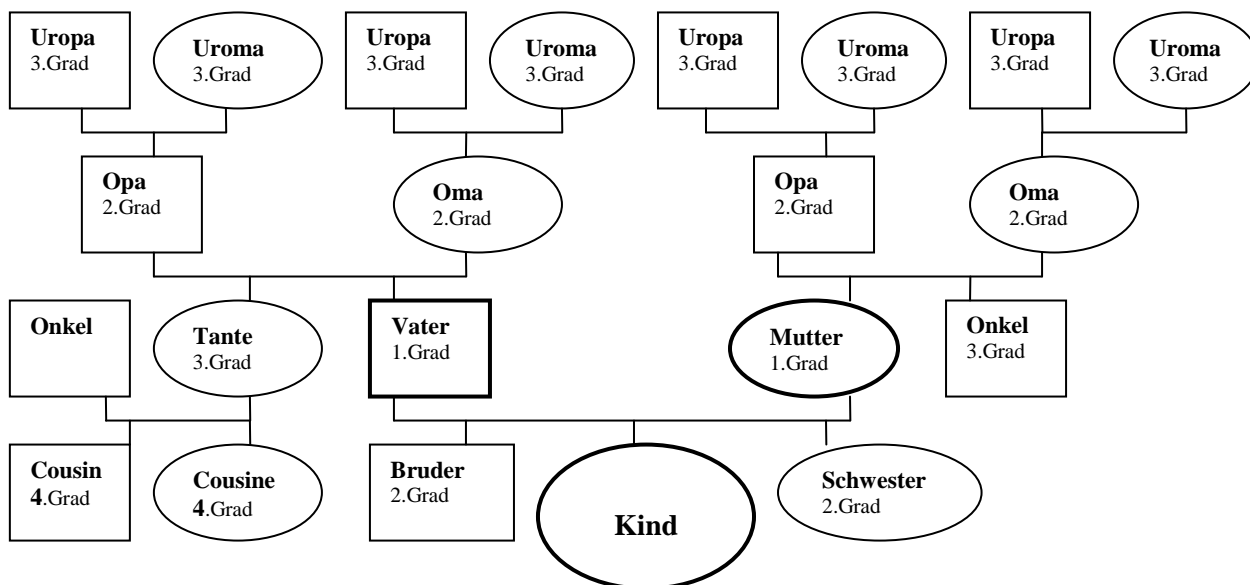 Uropa
3.Grad
Uroma
3.Grad
Uropa
3.Grad
Uroma
3.Grad
Uropa
3.Grad
Uroma
3.Grad
Uropa
3.Grad
Uroma
3.Grad
Opa
2.Grad
Oma
2.Grad
Opa
2.Grad
Oma
2.Grad
Onkel
Tante
3.Grad
Vater
1.Grad
Mutter
1.Grad
Onkel
3.Grad
Cousin
4.Grad
Cousine
4.Grad
Bruder
2.Grad
Kind
Schwester
2.Grad